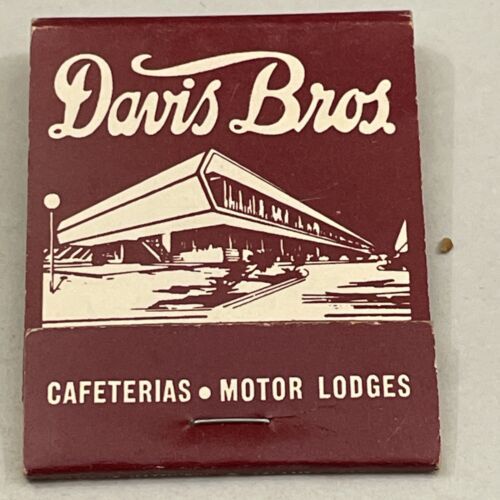 Davis Bros.
CAFETERIAS • MOTOR LODGES